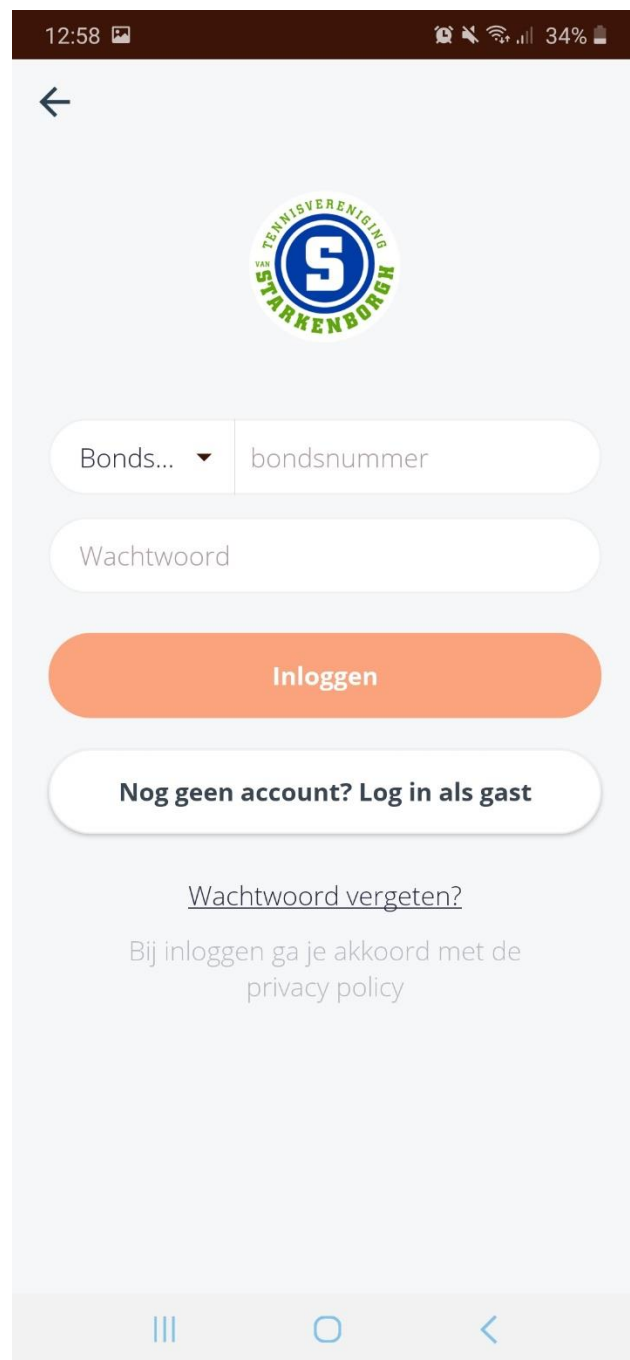 12:58
34%
TENNISVERENIGING
VAN
STARKENBORGH
S
Bonds...
bondsnummer
Wachtwoord
Inloggen
Nog geen account? Log in als gast
Wachtwoord vergeten?
Bij inloggen ga je akkoord met de
privacy policy